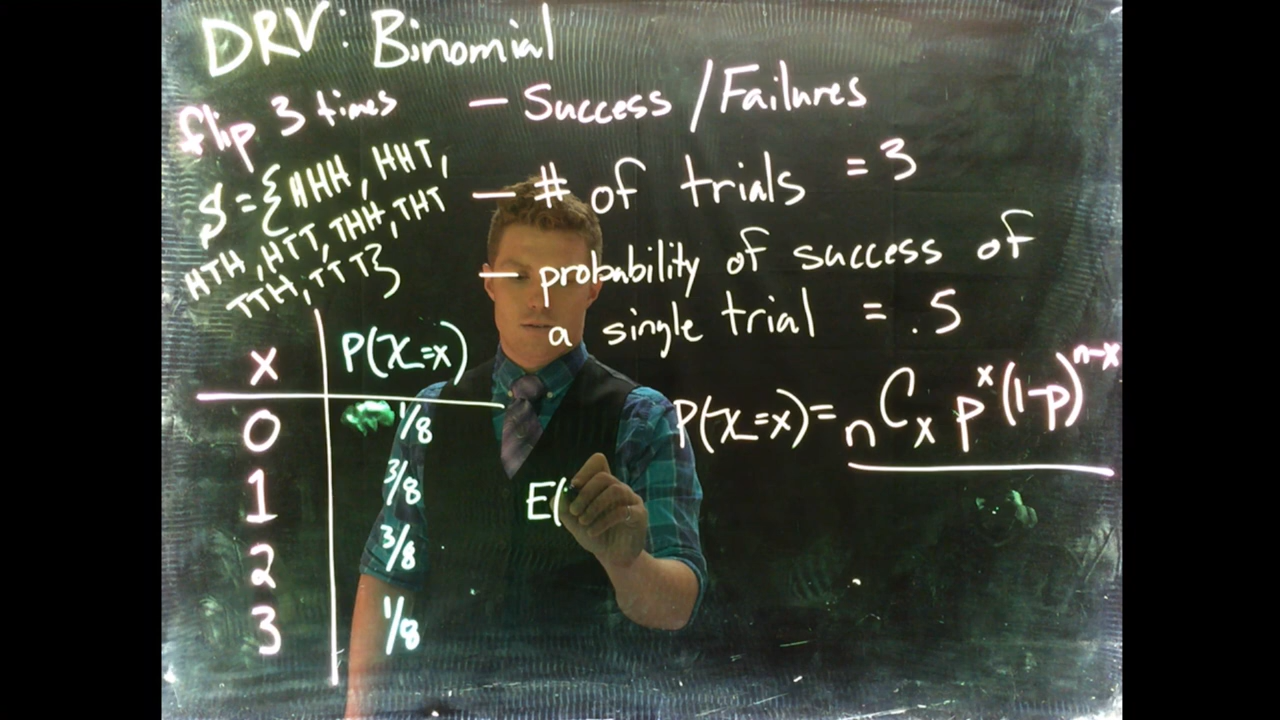 DRV: Binomial
flip 3 times
S={HHH, HHT,
HTH, HTT, THH, THT
TTH, TTT}
– Success/Failures
– # of trials = 3
– probability of success of
a single trial = .5
x P(X=x)
0 1/8
1 3/8
2 3/8
3 1/8
P(X=x)= nCx p^x (1-p)^n-x
E(